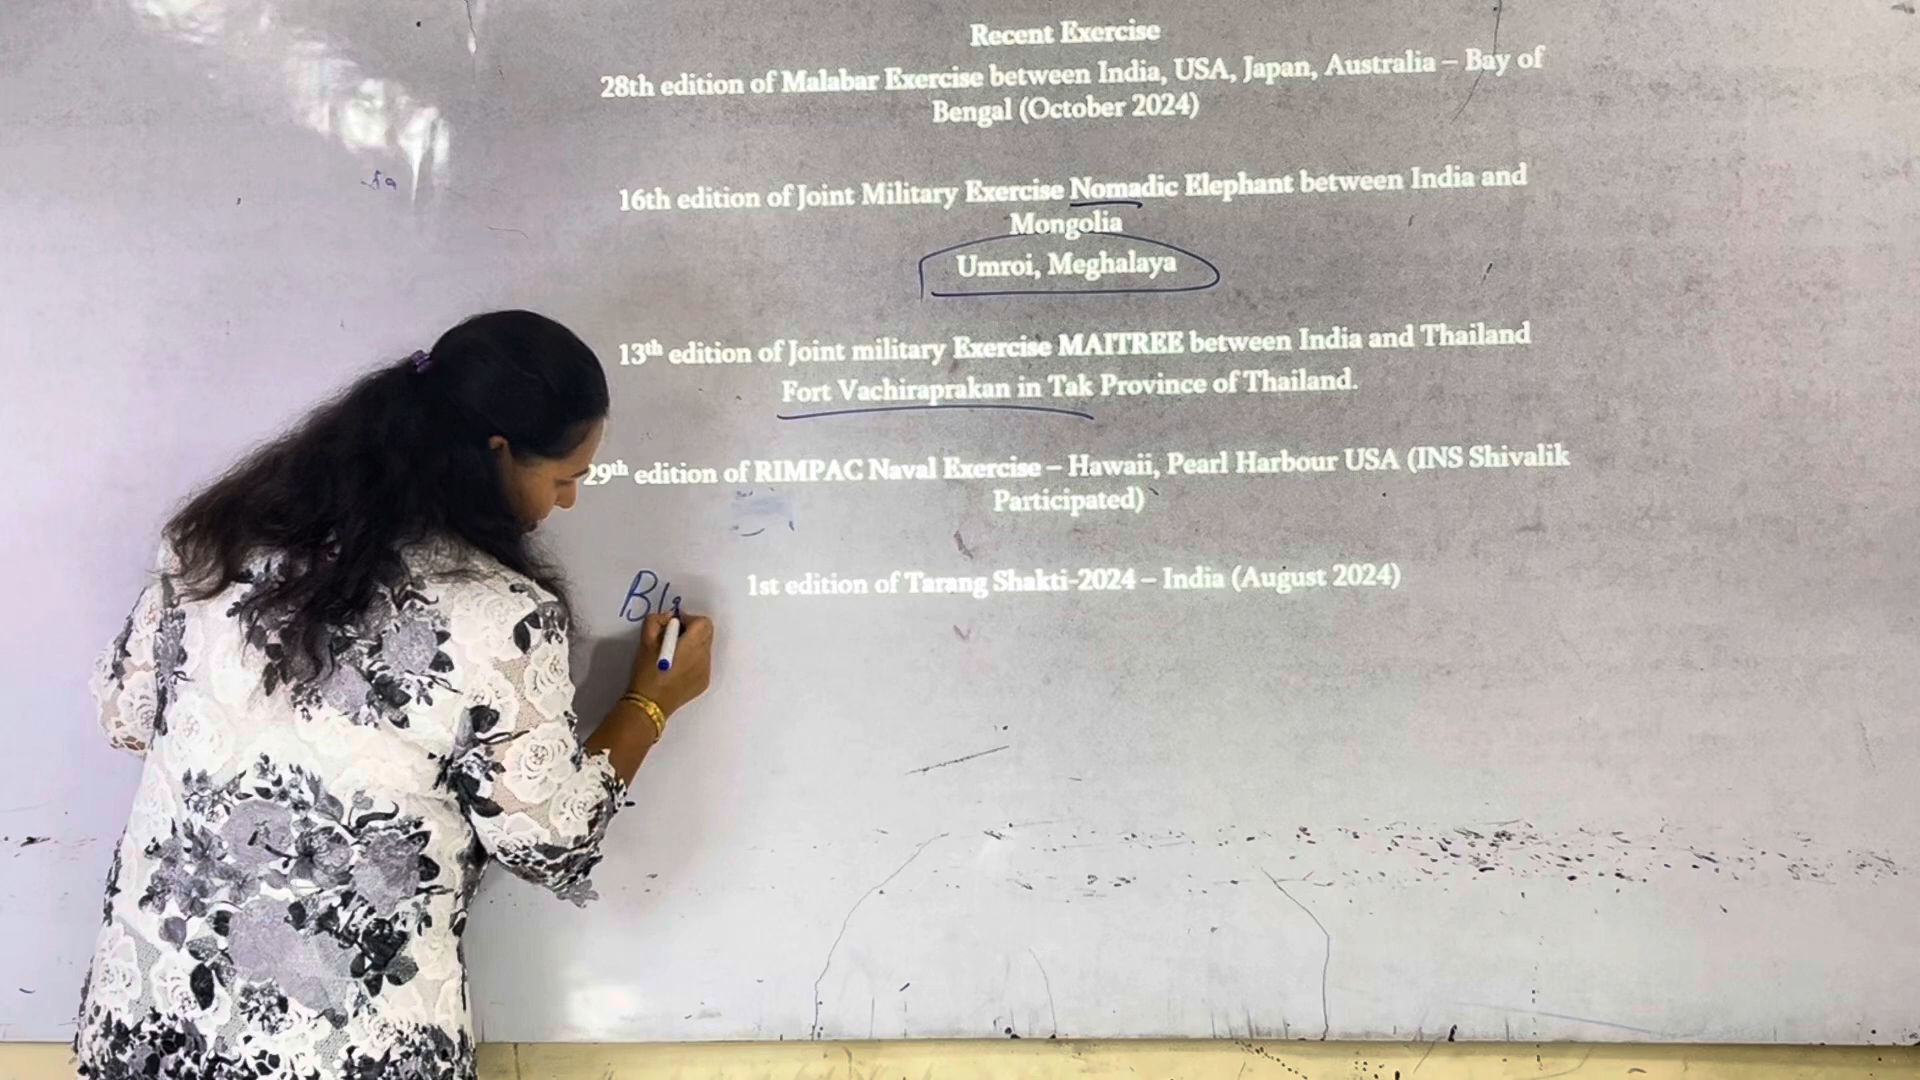 Recent Exercise
28th edition of Malabar Exercise between India, USA, Japan, Australia – Bay of
Bengal (October 2024)
16th edition of Joint Military Exercise Nomadic Elephant between India and
Mongolia
Umroi, Meghalaya
13th edition of Joint military Exercise MAITREE between India and Thailand
Fort Vachiraprakan in Tak Province of Thailand.
29th edition of RIMPAC Naval Exercise – Hawaii, Pearl Harbour USA (INS Shivalik
Participated)
1st edition of Tarang Shakti-2024 – India (August 2024)